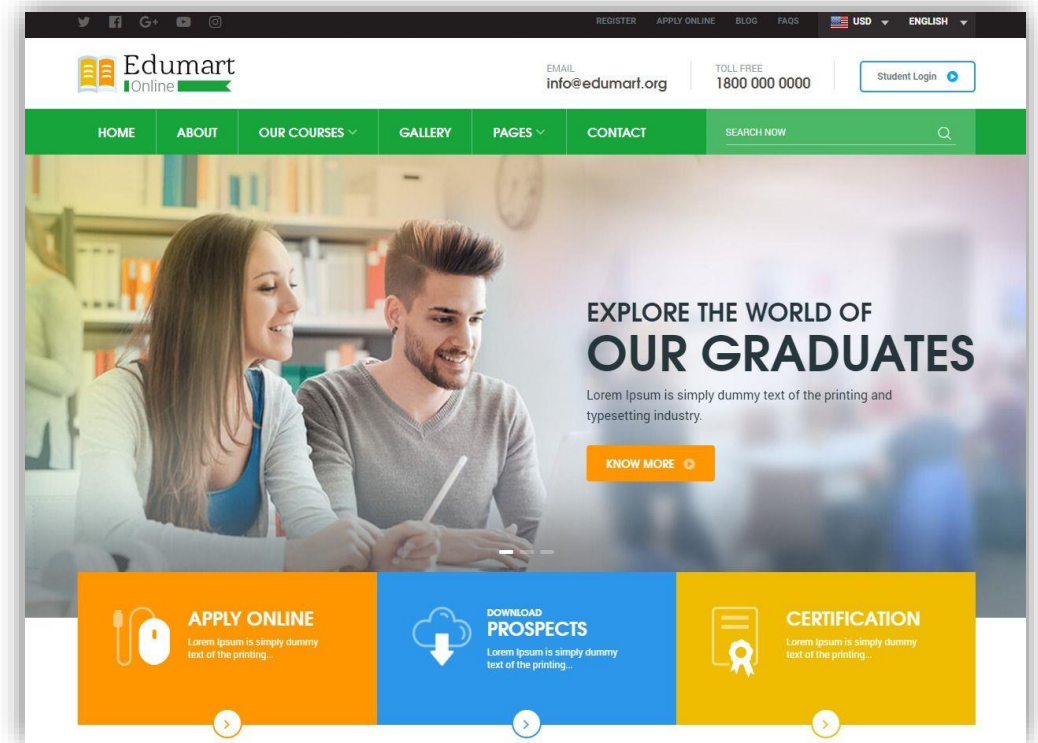 REGISTER APPLY ONLINE BLOG FAQS USD ENGLISH
Edumart
Online
EMAIL
info@edumart.org
TOLL FREE
1800 000 0000
Student Login
HOME ABOUT OUR COURSES GALLERY PAGES CONTACT SEARCH NOW
EXPLORE THE WORLD OF
OUR GRADUATES
Lorem Ipsum is simply dummy text of the printing and
typesetting industry.
KNOW MORE
APPLY ONLINE
Lorem Ipsum is simply dummy
text of the printing...
DOWNLOAD
PROSPECTS
Lorem Ipsum is simply dummy
text of the printing...
CERTIFICATION
Lorem Ipsum is simply dummy
text of the printing...